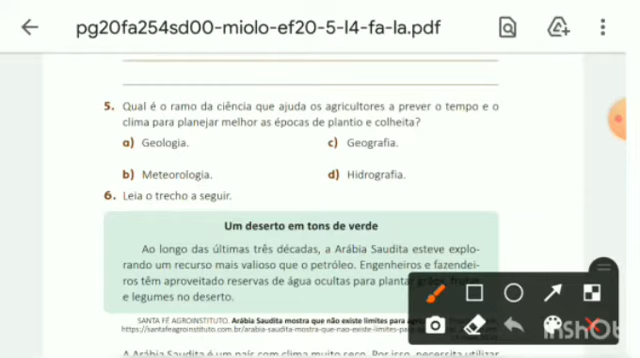 pg20fa254sd00-miolo-ef20-5-l4-fa-la.pdf
5. Qual é o ramo da ciência que ajuda os agricultores a prever o tempo e o
clima para planejar melhor as épocas de plantio e colheita?
a) Geologia.
c) Geografia.
b) Meteorologia.
d) Hidrografia.
6. Leia o trecho a seguir.
Um deserto em tons de verde
Ao longo das últimas três décadas, a Arábia Saudita esteve explo-
rando um recurso mais valioso que o petróleo. Engenheiros e fazendei-
ros têm aproveitado reservas de água ocultas para plantar grãos, frutas
e legumes no deserto.
SANTA FÉ AGROINSTITUTO. Arábia Saudita mostra que não existe limites para
https://santafeagroinstituto.com.br/arabia-saudita-mostra-que-nao-existe-limites-
A Arábia Saudita é um país com clima muito seco. Por isso, necessita utilizar